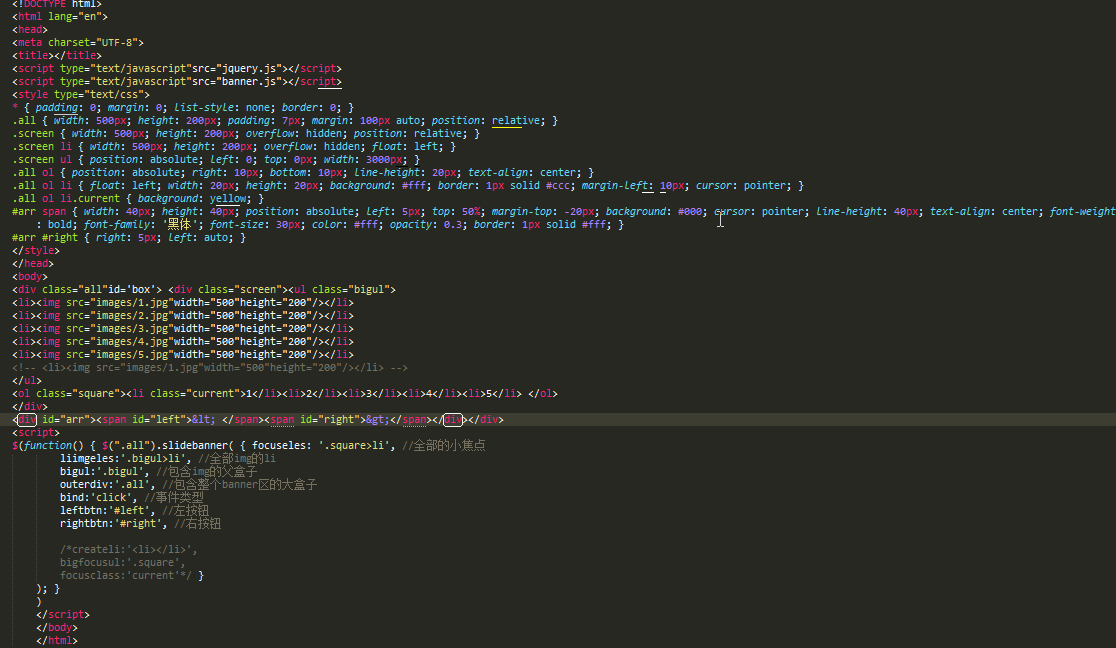 <!DOCTYPE html>
<html lang="en">
<head>
<meta charset="UTF-8">
<title></title>
<script type="text/javascript"src="jquery.js"></script>
<script type="text/javascript"src="banner.js"></script>
<style type="text/css">
* { padding: 0; margin: 0; list-style: none; border: 0; }
.all { width: 500px; height: 200px; padding: 7px; margin: 100px auto; position: relative; }
.screen { width: 500px; height: 200px; overflow: hidden; position: relative; }
.screen li { width: 500px; height: 200px; overflow: hidden; float: left; }
.screen ul { position: absolute; left: 0; top: 0px; width: 3000px; }
.all ol { position: absolute; right: 10px; bottom: 10px; line-height: 20px; text-align: center; }
.all ol li { float: left; width: 20px; height: 20px; background: #fff; border: 1px solid #ccc; margin-left: 10px; cursor: pointer; }
.all ol li.current { background: yellow; }
#arr span { width: 40px; height: 40px; position: absolute; left: 5px; top: 50%; margin-top: -20px; background: #000; cursor: pointer; line-height: 40px; text-align: center; font-weight
: bold; font-family: '黑体'; font-size: 30px; color: #fff; opacity: 0.3; border: 1px solid #fff; }
#arr #right { right: 5px; left: auto; }
</style>
</head>
<body>
<div class="all"id='box'> <div class="screen"><ul class="bigul">
<li><img src="images/1.jpg"width="500"height="200"/></li>
<li><img src="images/2.jpg"width="500"height="200"/></li>
<li><img src="images/3.jpg"width="500"height="200"/></li>
<li><img src="images/4.jpg"width="500"height="200"/></li>
<li><img src="images/5.jpg"width="500"height="200"/></li>
<!-- <li><img src="images/1.jpg"width="500"height="200"/></li> -->
</ul>
<ol class="square"><li class="current">1</li><li>2</li><li>3</li><li>4</li><li>5</li> </ol>
</div>
<div id="arr"><span id="left">&lt; </span><span id="right">&gt;</span></div></div>
<script>
$(function() { $(".all").slidebanner( { focuseles: '.square>li', //全部的小焦点
liimgeles:'.bigul>li', //全部img的li
bigul:'.bigul', //包含img的父盒子
outerdiv:'.all', //包含整个banner区的大盒子
bind:'click', //事件类型
leftbtn:'#left', //左按钮
rightbtn:'#right', //右按钮
/*createli:'<li></li>',
bigfocusul:'.square',
focusclass:'current'*/ }
); }
)
</script>
</body>
</html>